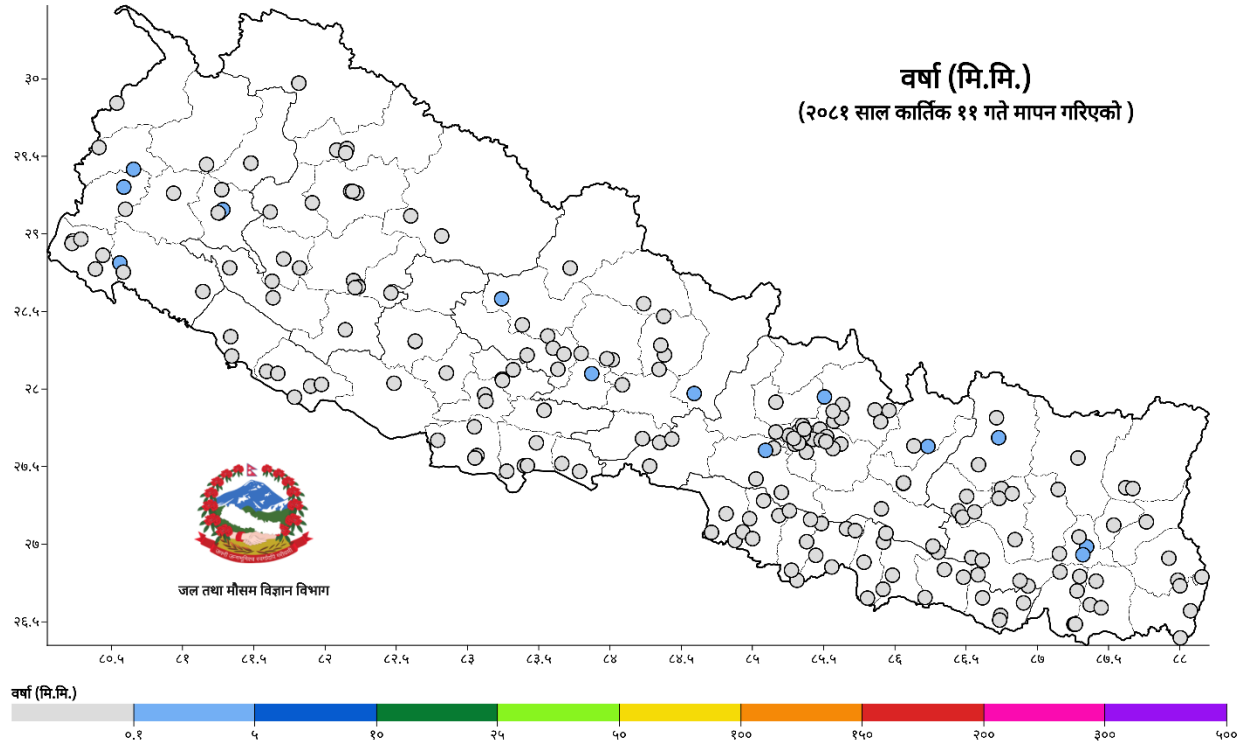 वर्षा (मि.मि.)
(२०८१ साल कार्तिक ११ गते मापन गरिएको )
३०
२९.५
२९
२८.५
२८
२७.५
२७
२६.५
जल तथा मौसम विज्ञान विभाग
८०.५ ८१ ८१.५ ८२ ८२.५ ८३ ८३.५ ८४ ८४.५ ८५ ८५.५ ८६ ८६.५ ८७ ८७.५ ८८
वर्षा (मि.मि.)
०.१ ५ १० २५ ५० १०० १५० २०० ३०० ५००